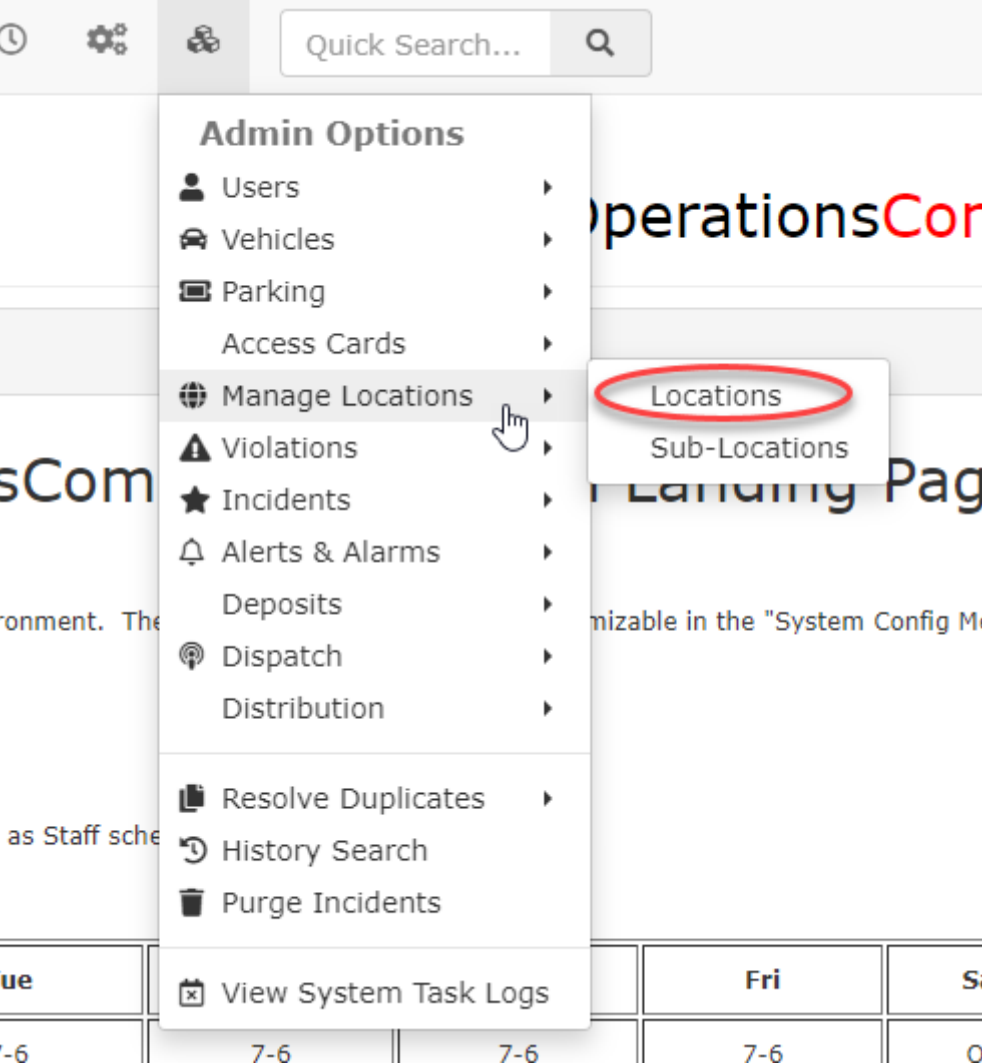 Quick Search...
Admin Options
Users
perationsCor
Vehicles
Parking
Access Cards
Manage Locations
Locations
Violations
Sub-Locations
sCom
Landing Pag
Incidents
Alerts & Alarms
Deposits
ronment. The
mizable in the "System Config M
Dispatch
Distribution
Resolve Duplicates
as Staff sche
History Search
Purge Incidents
ue
Fri
Sa
View System Task Logs
7-6
7-6
7-6
7-6